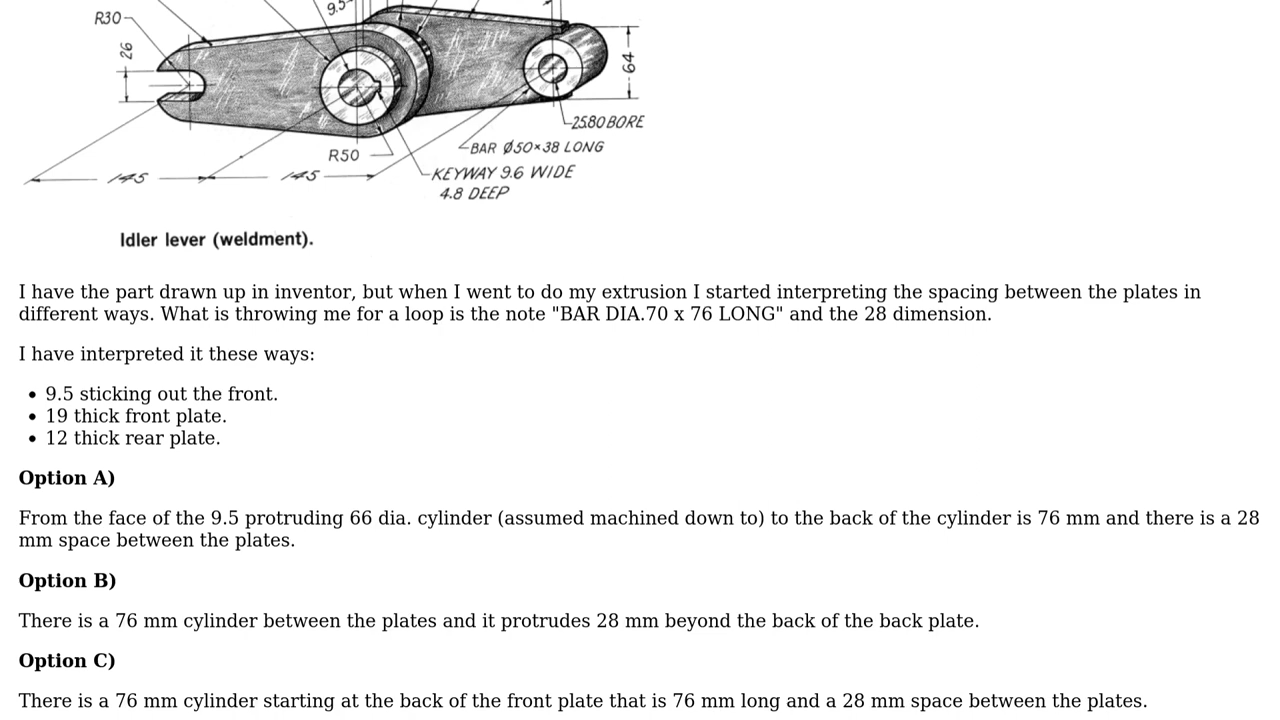 R30
9.5
26
64
25.80 BORE
BAR Ø50×38 LONG
R50
145
145
KEYWAY 9.6 WIDE
4.8 DEEP
Idler lever (weldment).
I have the part drawn up in inventor, but when I went to do my extrusion I started interpreting the spacing between the plates in
different ways. What is throwing me for a loop is the note "BAR DIA.70 x 76 LONG" and the 28 dimension.
I have interpreted it these ways:
• 9.5 sticking out the front.
• 19 thick front plate.
• 12 thick rear plate.
Option A)
From the face of the 9.5 protruding 66 dia. cylinder (assumed machined down to) to the back of the cylinder is 76 mm and there is a 28
mm space between the plates.
Option B)
There is a 76 mm cylinder between the plates and it protrudes 28 mm beyond the back of the back plate.
Option C)
There is a 76 mm cylinder starting at the back of the front plate that is 76 mm long and a 28 mm space between the plates.